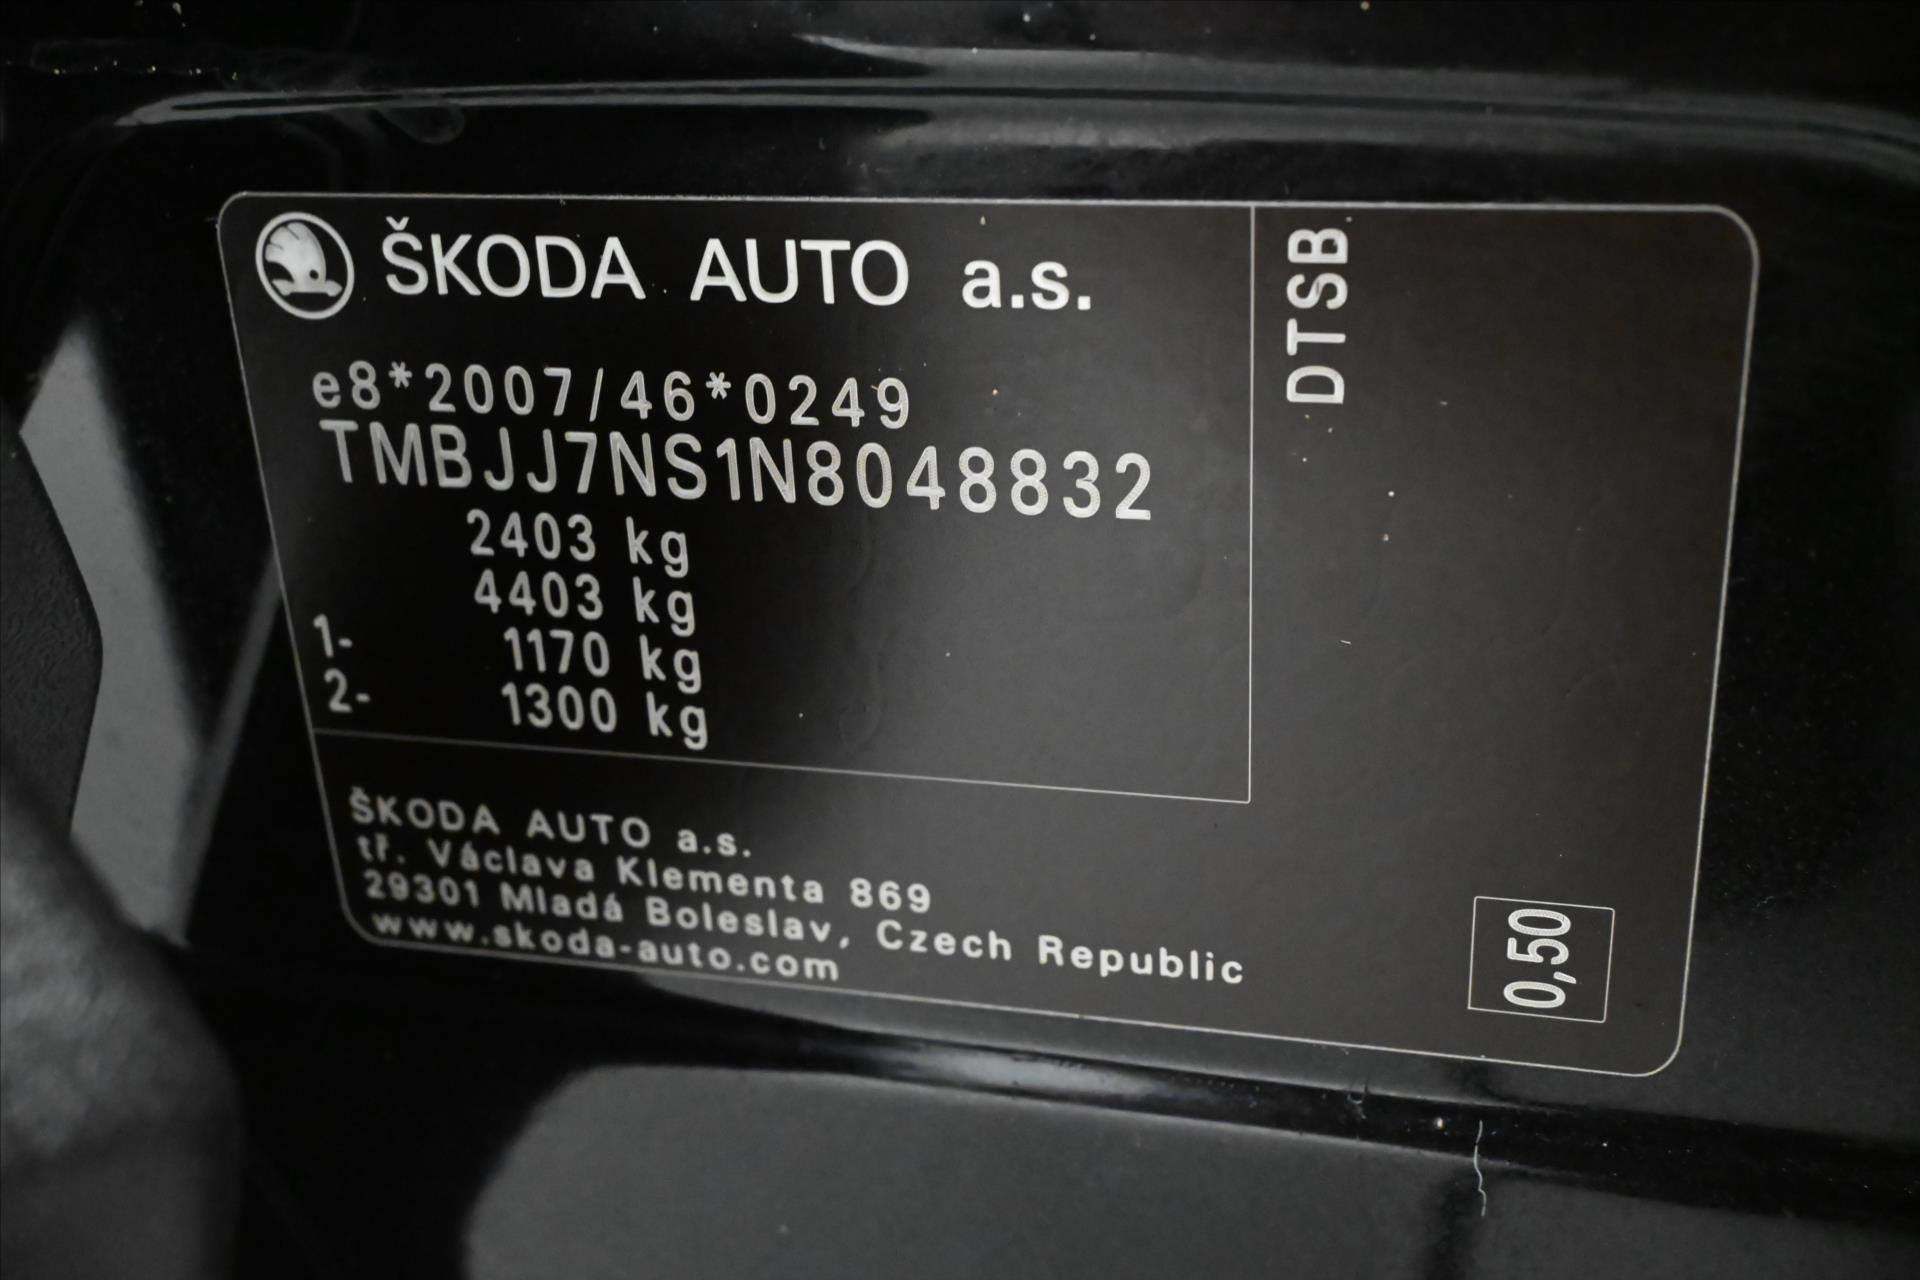 ŠKODA AUTO a.s.
e8*2007/46*0249
TMBJJ7NS1N8048832
2403 kg
4403 kg
1- 1170 kg
2- 1300 kg
ŠKODA AUTO a.s.
tř. Václava Klementa 869
29301 Mladá Boleslav, Czech Republic
www.skoda-auto.com
DTSB
0,50